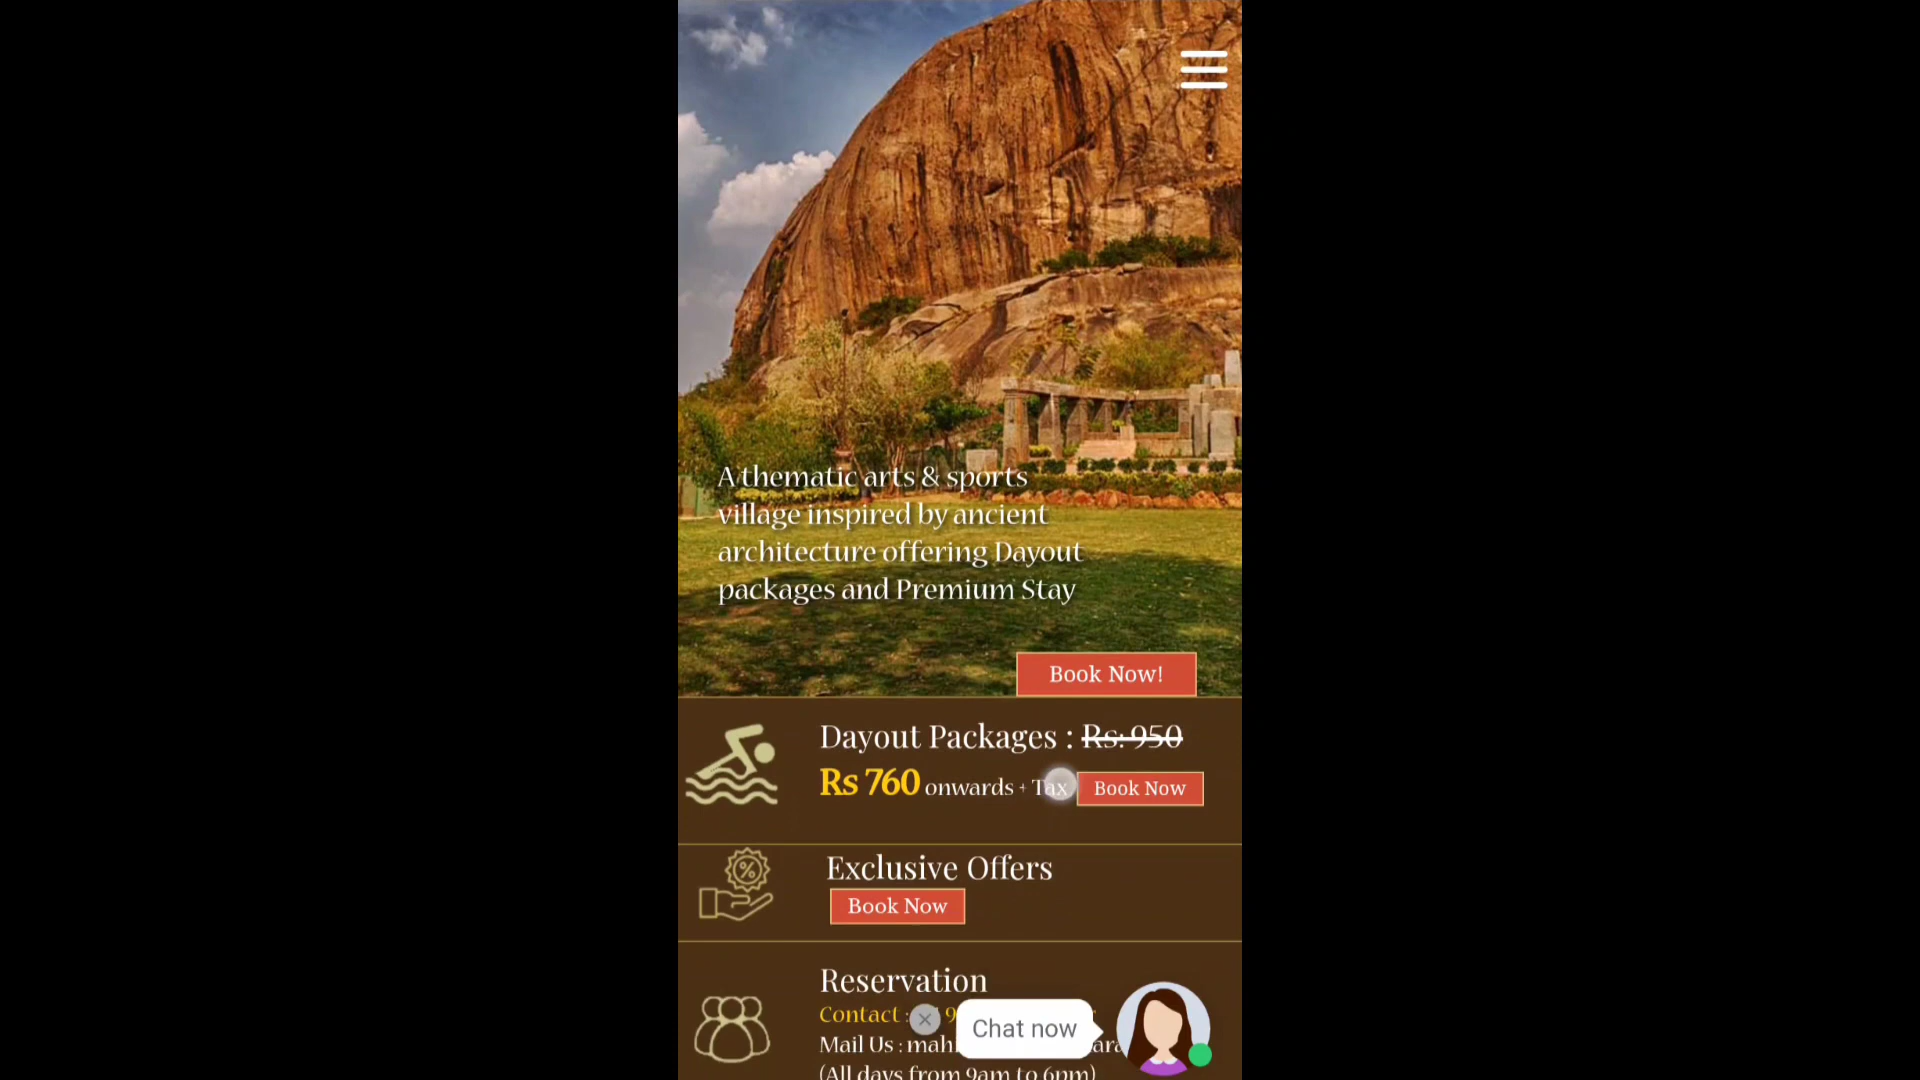 A thematic arts & sports
village inspired by ancient
architecture offering Dayout
packages and Premium Stay
Book Now!
Dayout Packages : Rs: 950
Rs 760 onwards + Tax Book Now
Exclusive Offers
Book Now
Reservation
Contact : 9
Chat now
Mail Us :
(All days from 9am to 6pm)